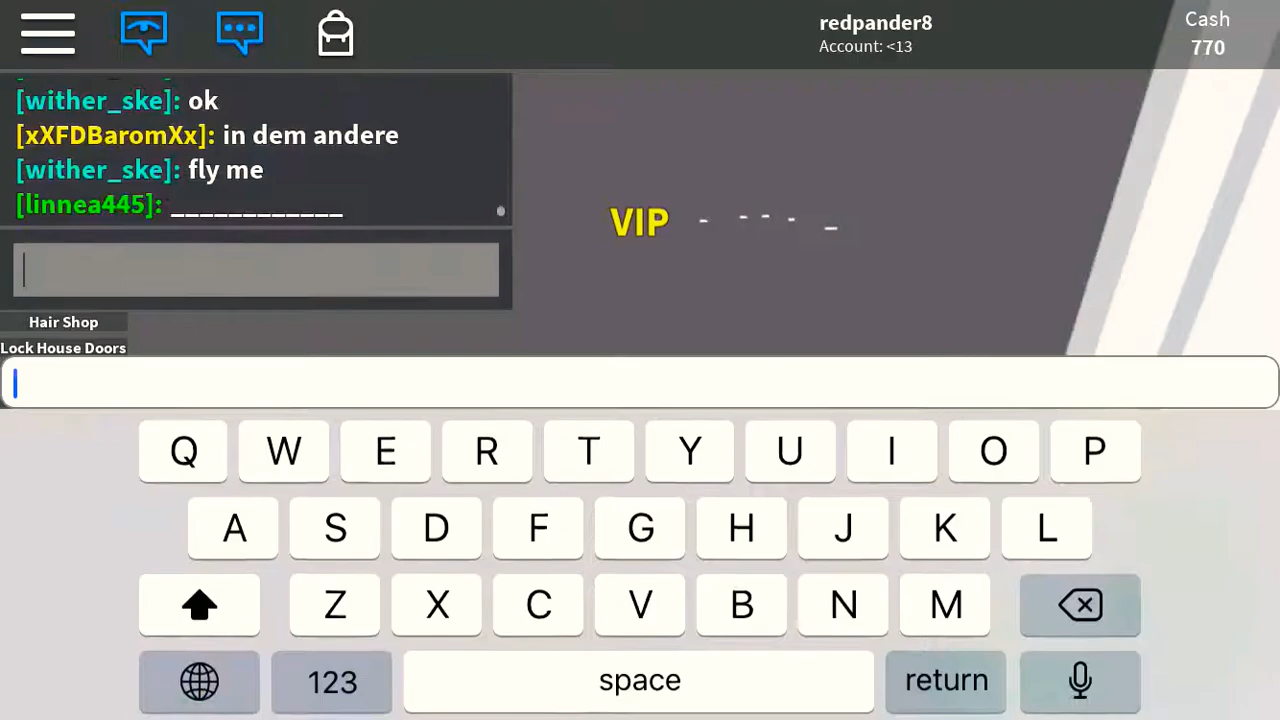 redpander8
Account: <13
Cash
770
[wither_ske]: ok
[xXFDBaromXx]: in dem andere
[wither_ske]: fly me
[linnea445]: ____________
VIP
Hair Shop
Lock House Doors
Q W E R T Y U I O P
A S D F G H J K L
Z X C V B N M
123 space return